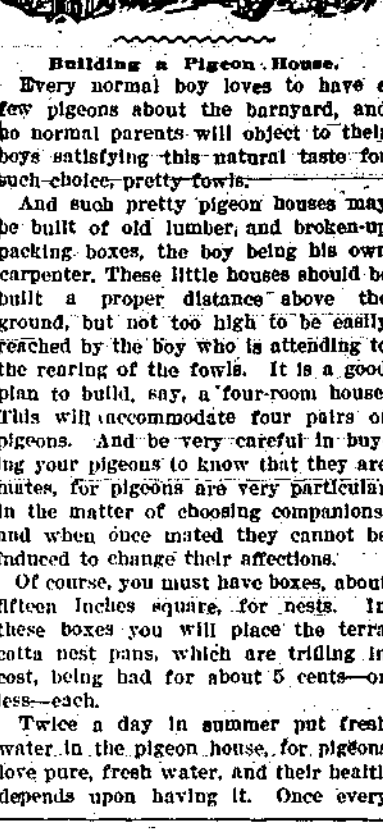 Building a Pigeon House.
Every normal boy loves to have a
few pigeons about the barnyard, and
no normal parents will object to their
boys satisfying this natural taste for
such choice, pretty fowls.
And such pretty pigeon houses may
be built of old lumber, and broken-up
packing boxes, the boy being his own
carpenter. These little houses should be
built a proper distance above the
ground, but not too high to be easily
reached by the boy who is attending to
the rearing of the fowls. It is a good
plan to build, say, a four-room house.
This will accommodate four pairs of
pigeons. And be very careful in buy-
ing your pigeons to know that they are
mates, for pigeons are very particular
in the matter of choosing companions,
and when once mated they cannot be
induced to change their affections.
Of course, you must have boxes, about
fifteen inches square, for nests. In
these boxes you will place the terra
cotta nest pans, which are trifling in
cost, being had for about 5 cents—or
less—each.
Twice a day in summer put fresh
water in the pigeon house, for pigeons
love pure, fresh water, and their health
depends upon having it. Once every